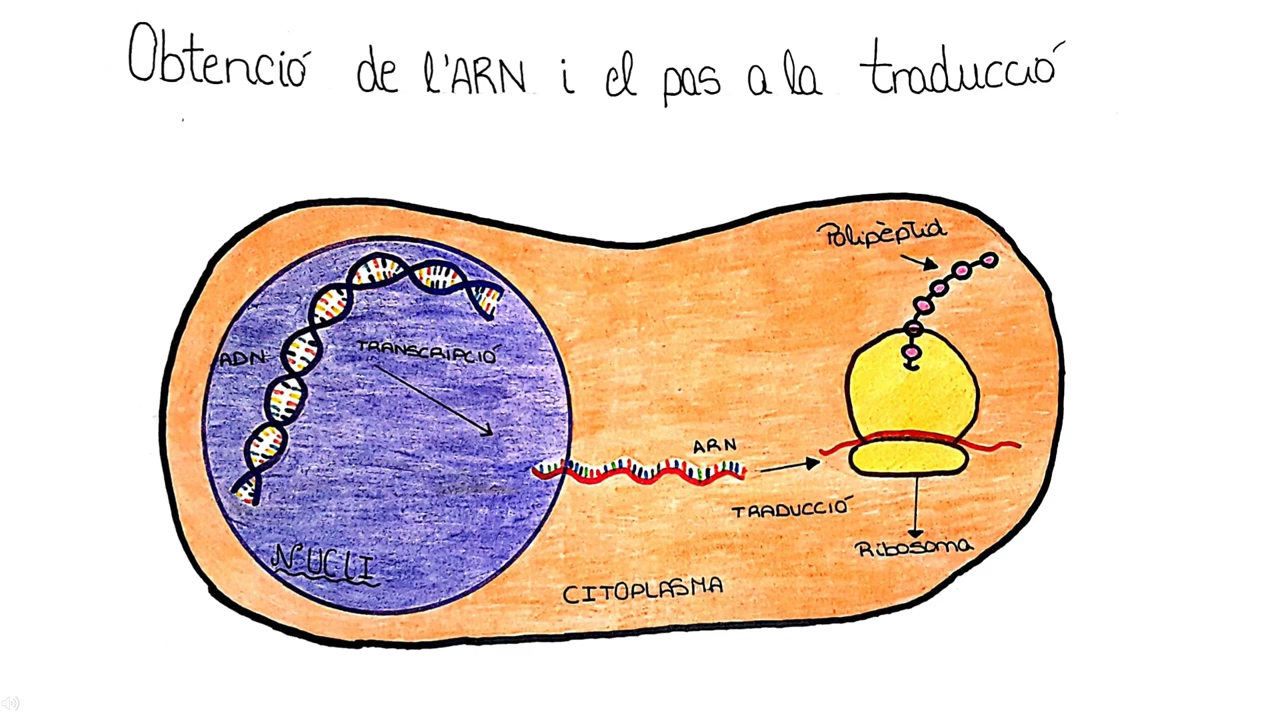 Obtenció de l'ARN i el pas a la traducció
Polipèptid
ADN
TRANSCRIPCIÓ
ARN
TRADUCCIÓ
Ribosoma
NUCLI
CITOPLASMA